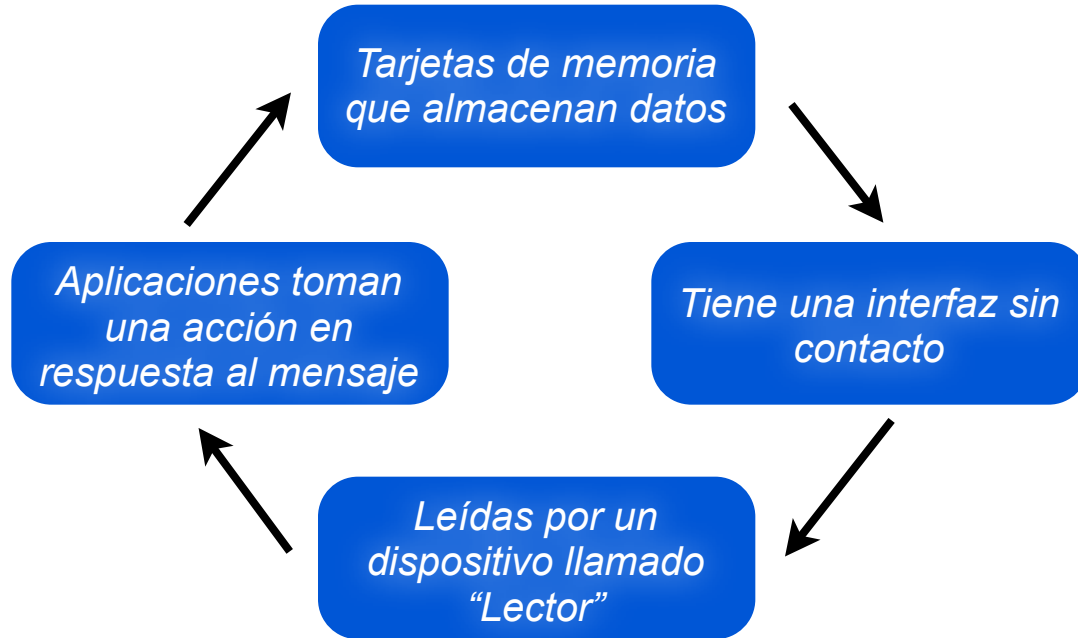 Tarjetas de memoria
que almacenan datos
Tiene una interfaz sin
contacto
Leídas por un
dispositivo llamado
“Lector”
Aplicaciones toman
una acción en
respuesta al mensaje